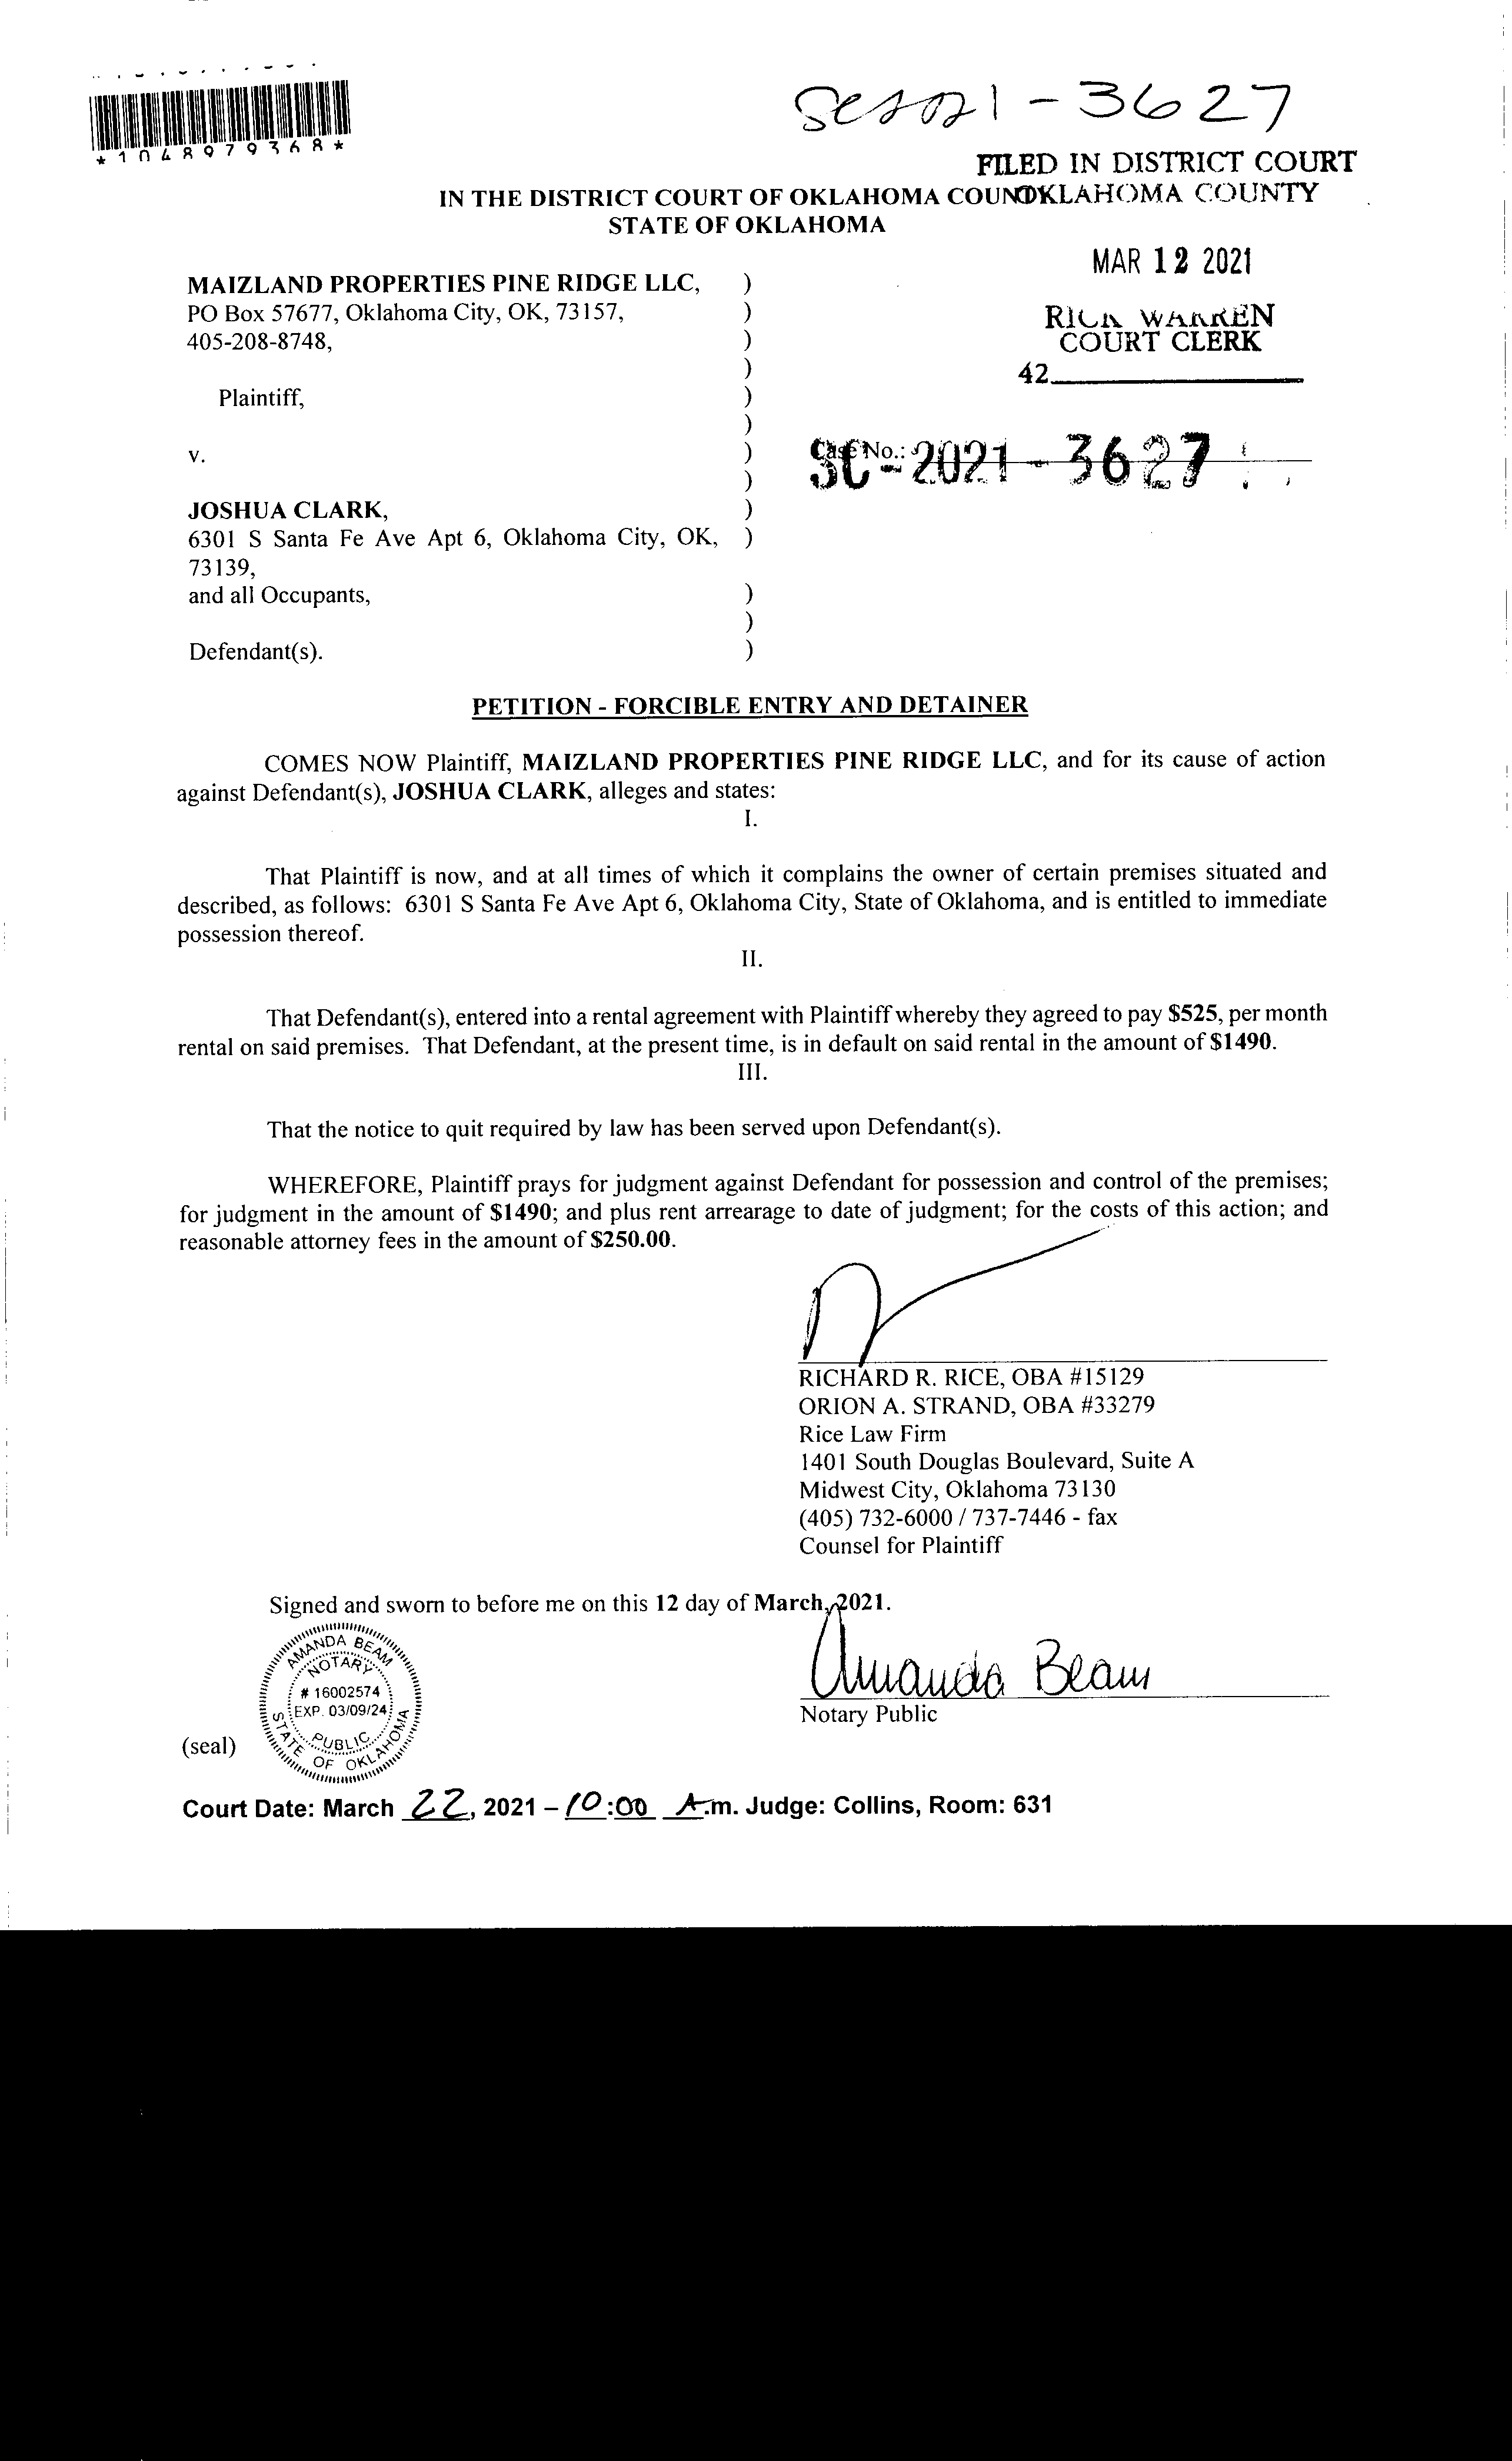 SC2021-3627
*1048979368*
FILED IN DISTRICT COURT
OKLAHOMA COUNTY
IN THE DISTRICT COURT OF OKLAHOMA COUN
STATE OF OKLAHOMA
MAR 12 2021
RICK WARREN
COURT CLERK
42
MAIZLAND PROPERTIES PINE RIDGE LLC, )
PO Box 57677, Oklahoma City, OK, 73157, )
405-208-8748, )
)
Plaintiff, )
)
v. )
Case No.:
SC-2021-3627
)
JOSHUA CLARK, )
6301 S Santa Fe Ave Apt 6, Oklahoma City, OK, )
73139,
and all Occupants, )
)
Defendant(s). )
PETITION - FORCIBLE ENTRY AND DETAINER
COMES NOW Plaintiff, MAIZLAND PROPERTIES PINE RIDGE LLC, and for its cause of action
against Defendant(s), JOSHUA CLARK, alleges and states:
I.
That Plaintiff is now, and at all times of which it complains the owner of certain premises situated and
described, as follows: 6301 S Santa Fe Ave Apt 6, Oklahoma City, State of Oklahoma, and is entitled to immediate
possession thereof.
II.
That Defendant(s), entered into a rental agreement with Plaintiff whereby they agreed to pay $525, per month
rental on said premises. That Defendant, at the present time, is in default on said rental in the amount of $1490.
III.
That the notice to quit required by law has been served upon Defendant(s).
WHEREFORE, Plaintiff prays for judgment against Defendant for possession and control of the premises;
for judgment in the amount of $1490; and plus rent arrearage to date of judgment; for the costs of this action; and
reasonable attorney fees in the amount of $250.00.
RICHARD R. RICE, OBA #15129
ORION A. STRAND, OBA #33279
Rice Law Firm
1401 South Douglas Boulevard, Suite A
Midwest City, Oklahoma 73130
(405) 732-6000 / 737-7446 - fax
Counsel for Plaintiff
Signed and sworn to before me on this 12 day of March, 2021.
AMANDA BEAM
NOTARY
# 16002574
EXP. 03/09/24
PUBLIC
STATE OF OKLAHOMA
Amanda Beam
Notary Public
(seal)
Court Date: March 22, 2021 – 10:00 A.m. Judge: Collins, Room: 631